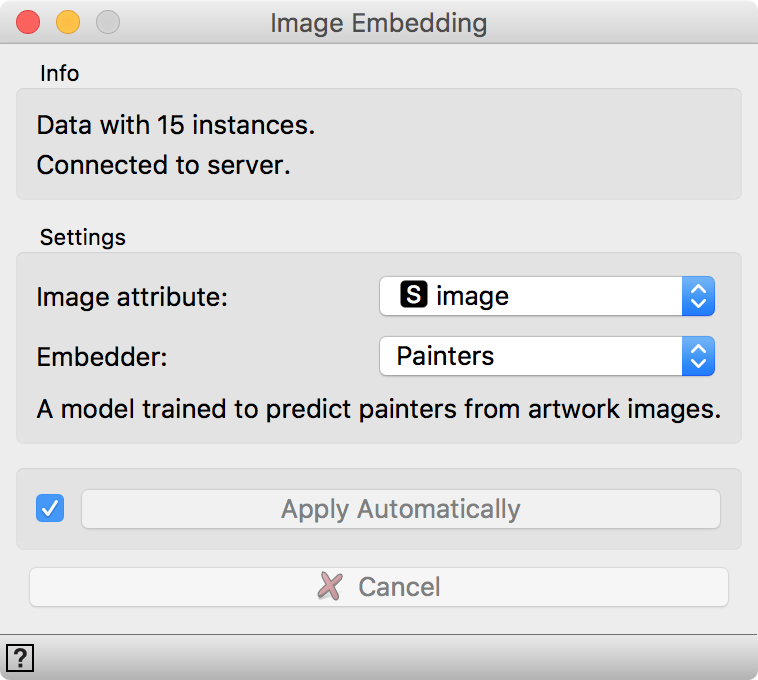 Image Embedding
Info
Data with 15 instances.
Connected to server.
Settings
Image attribute:
S image
Embedder:
Painters
A model trained to predict painters from artwork images.
Apply Automatically
Cancel
?